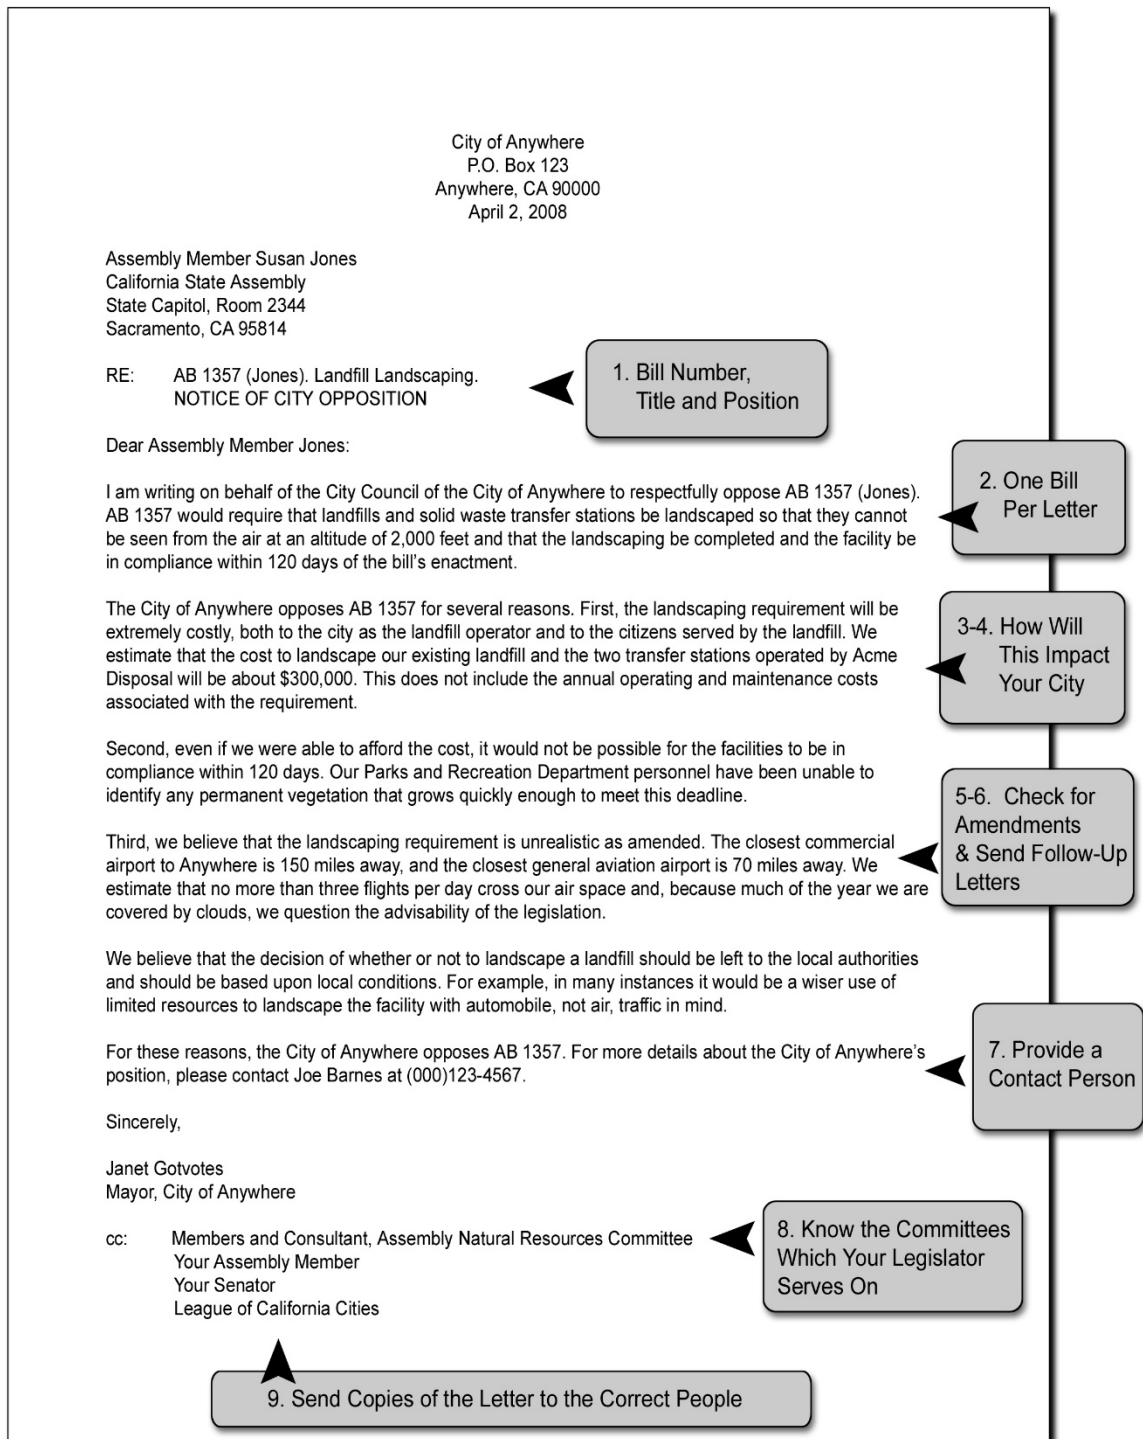 City of Anywhere
P.O. Box 123
Anywhere, CA 90000
April 2, 2008
Assembly Member Susan Jones
California State Assembly
State Capitol, Room 2344
Sacramento, CA 95814
RE: AB 1357 (Jones). Landfill Landscaping.
NOTICE OF CITY OPPOSITION
1. Bill Number,
Title and Position
Dear Assembly Member Jones:
I am writing on behalf of the City Council of the City of Anywhere to respectfully oppose AB 1357 (Jones).
AB 1357 would require that landfills and solid waste transfer stations be landscaped so that they cannot
be seen from the air at an altitude of 2,000 feet and that the landscaping be completed and the facility be
in compliance within 120 days of the bill's enactment.
2. One Bill
Per Letter
The City of Anywhere opposes AB 1357 for several reasons. First, the landscaping requirement will be
extremely costly, both to the city as the landfill operator and to the citizens served by the landfill. We
estimate that the cost to landscape our existing landfill and the two transfer stations operated by Acme
Disposal will be about $300,000. This does not include the annual operating and maintenance costs
associated with the requirement.
3-4. How Will
This Impact
Your City
Second, even if we were able to afford the cost, it would not be possible for the facilities to be in
compliance within 120 days. Our Parks and Recreation Department personnel have been unable to
identify any permanent vegetation that grows quickly enough to meet this deadline.
Third, we believe that the landscaping requirement is unrealistic as amended. The closest commercial
airport to Anywhere is 150 miles away, and the closest general aviation airport is 70 miles away. We
estimate that no more than three flights per day cross our air space and, because much of the year we are
covered by clouds, we question the advisability of the legislation.
5-6. Check for
Amendments
& Send Follow-Up
Letters
We believe that the decision of whether or not to landscape a landfill should be left to the local authorities
and should be based upon local conditions. For example, in many instances it would be a wiser use of
limited resources to landscape the facility with automobile, not air, traffic in mind.
For these reasons, the City of Anywhere opposes AB 1357. For more details about the City of Anywhere's
position, please contact Joe Barnes at (000)123-4567.
7. Provide a
Contact Person
Sincerely,
Janet Gotvotes
Mayor, City of Anywhere
cc: Members and Consultant, Assembly Natural Resources Committee
Your Assembly Member
Your Senator
League of California Cities
8. Know the Committees
Which Your Legislator
Serves On
9. Send Copies of the Letter to the Correct People